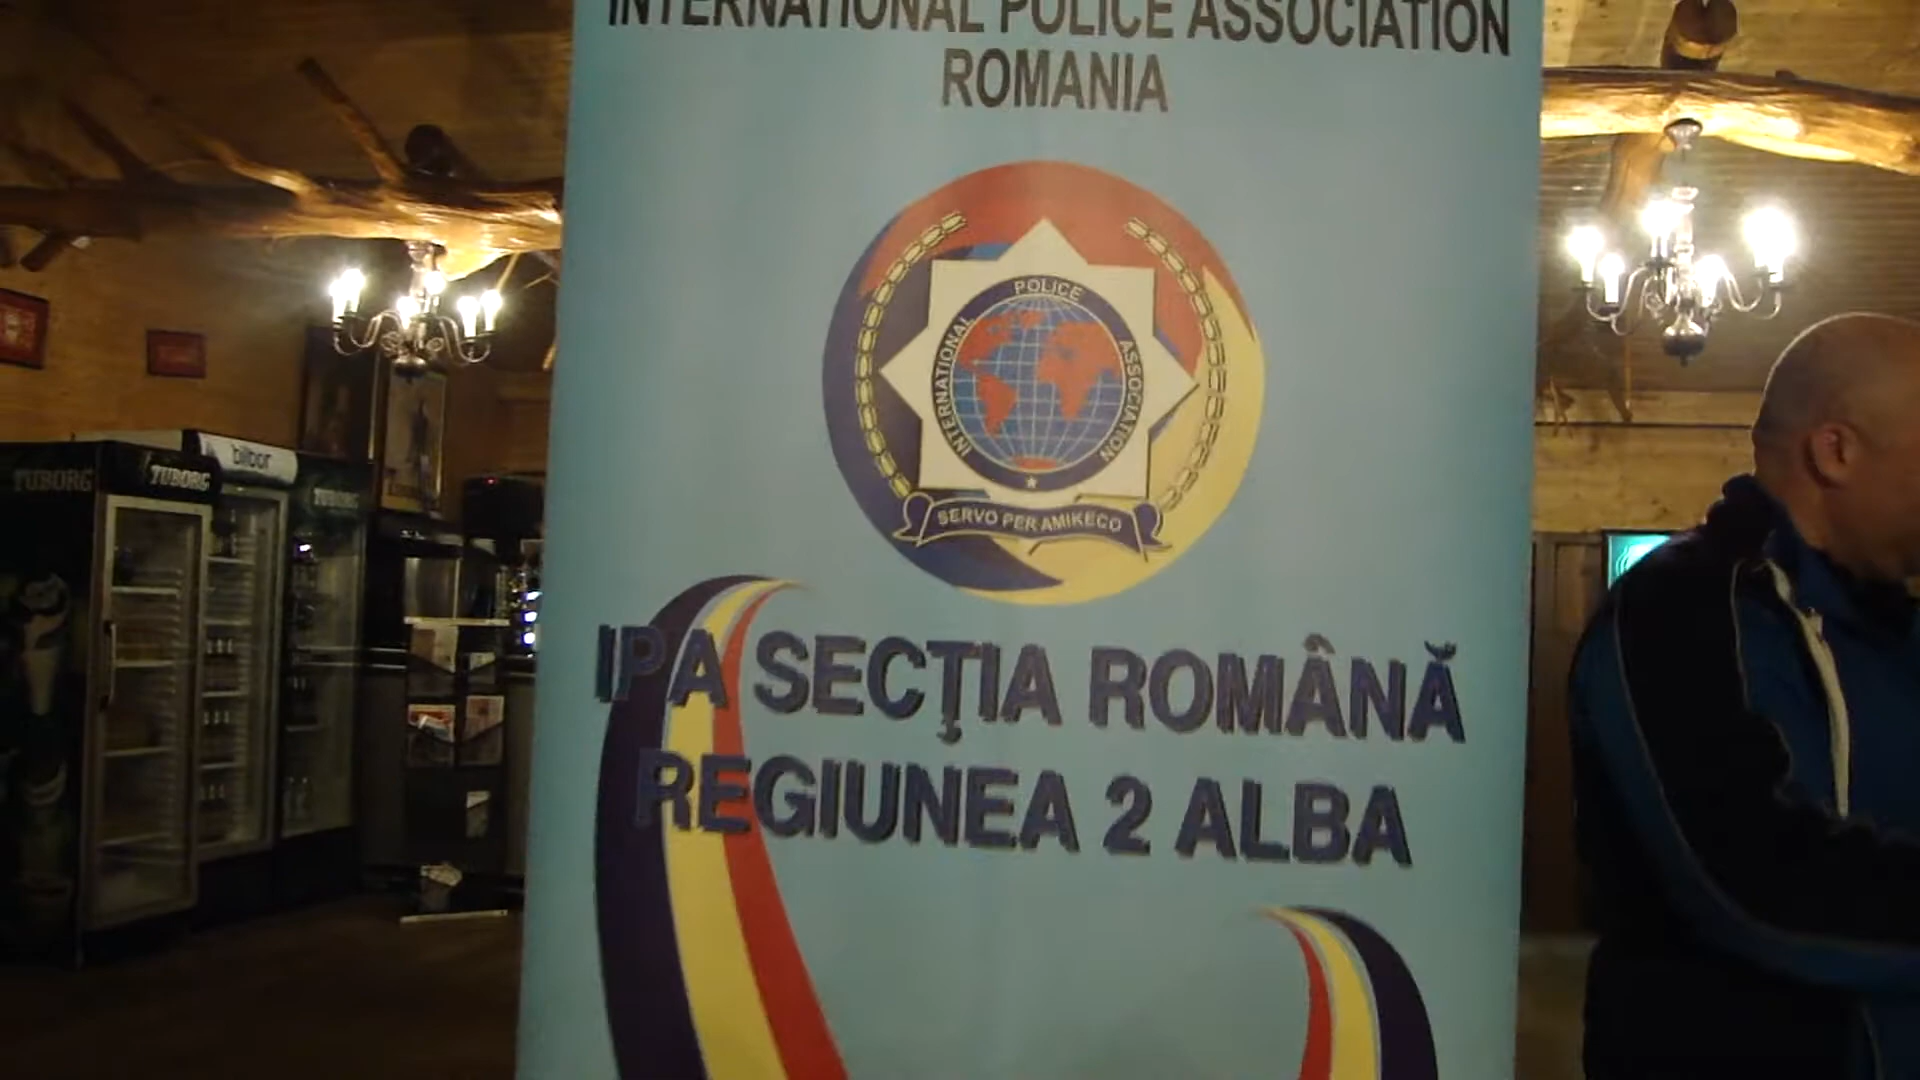 INTERNATIONAL POLICE ASSOCIATION
ROMANIA
POLICE
INTERNATIONAL
ASSOCIATION
SERVO PER AMIKECO
IPA SECŢIA ROMÂNĂ
REGIUNEA 2 ALBA
TUBORG
TUBORG
bilbor
TUBORG